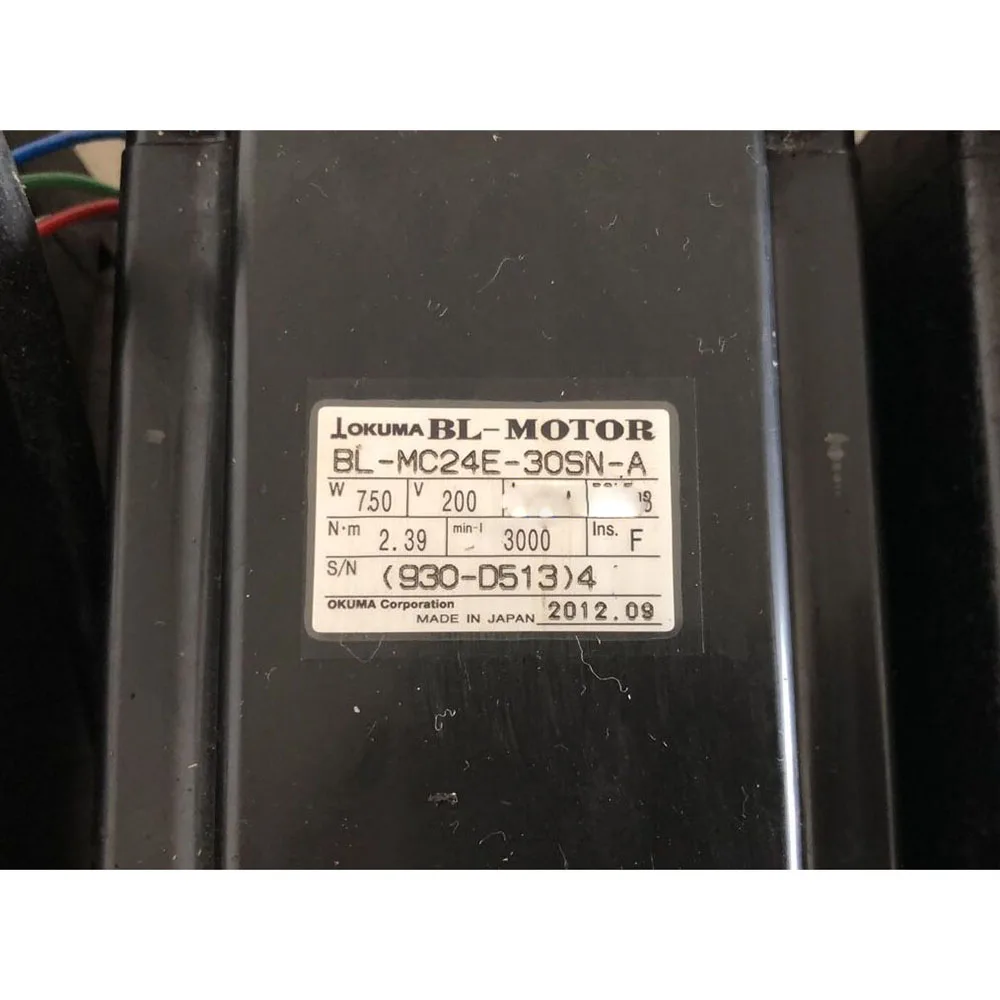 OKUMA BL-MOTOR
BL-MC24E-30SN-A
W 750 V 200
N·m 2.39 min-1 3000 Ins. F
S/N (930-D513)4
OKUMA Corporation
MADE IN JAPAN 2012.09